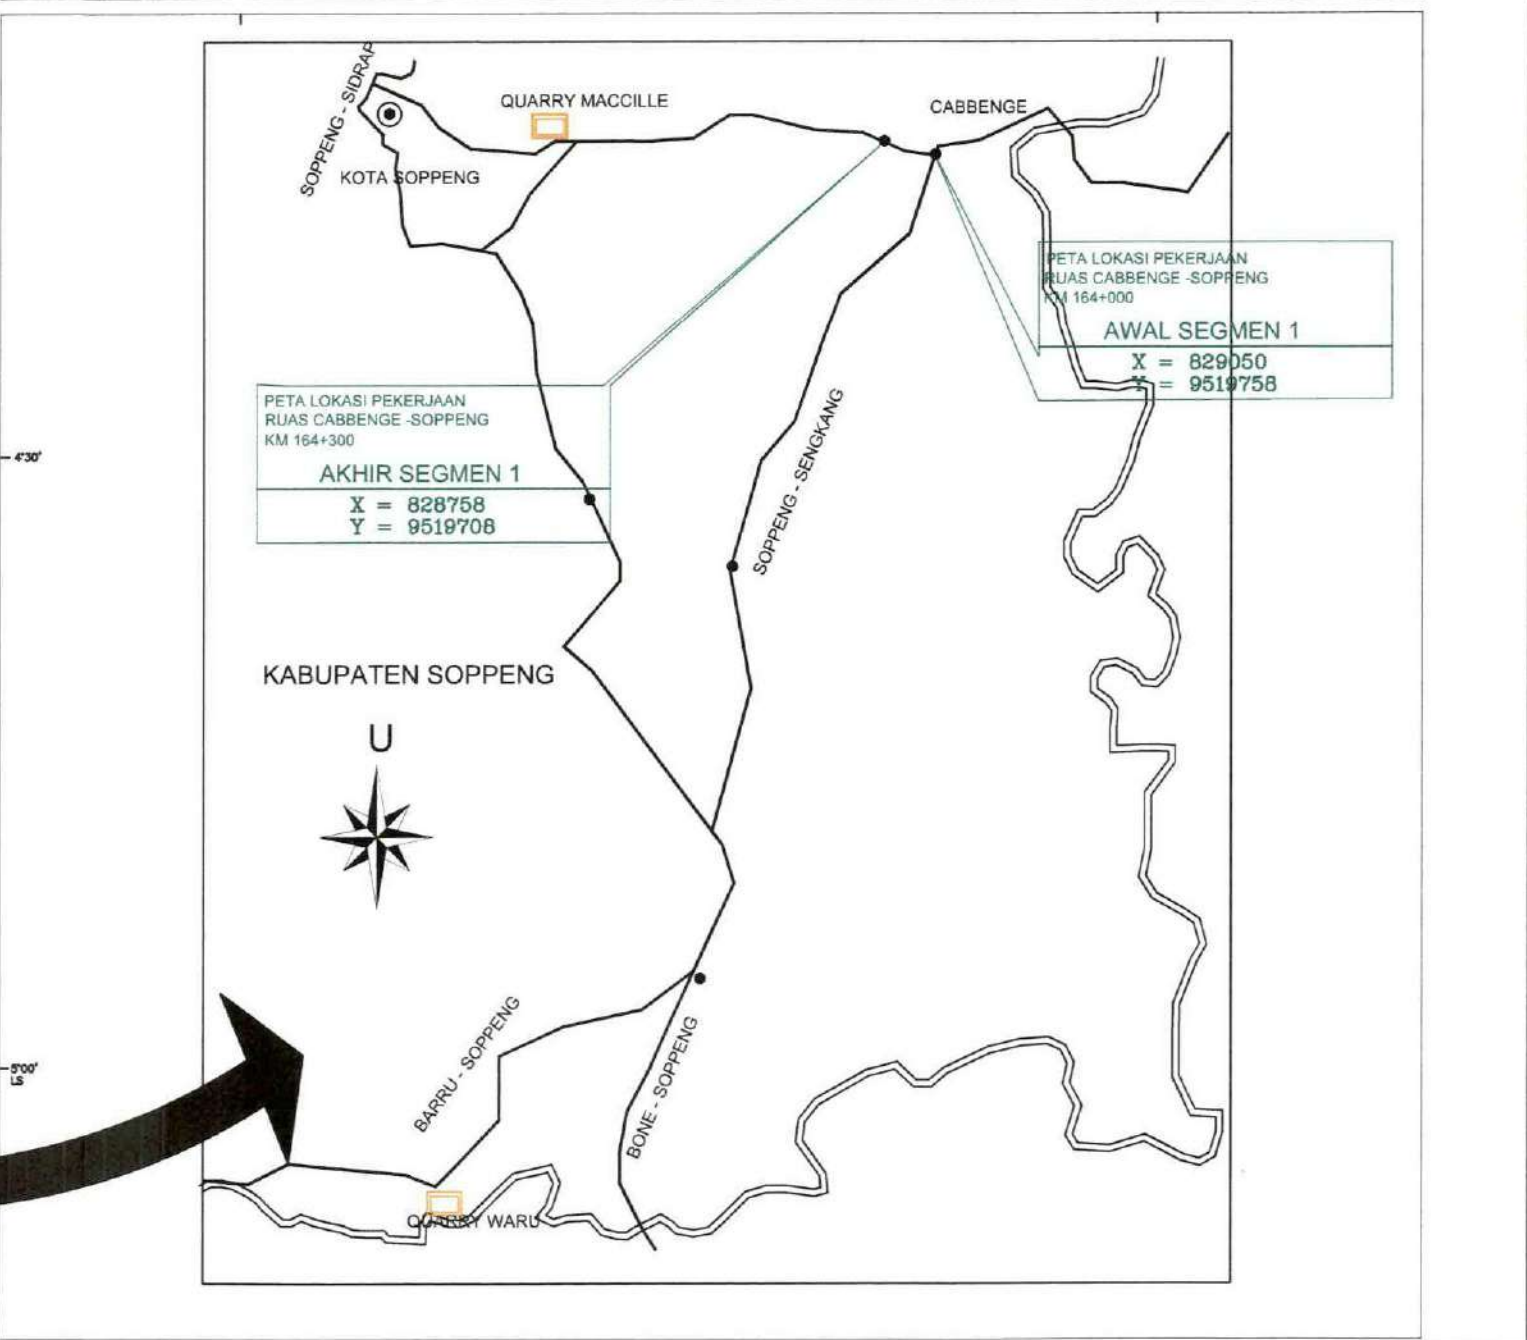 SOPPENG - SIDRAP
QUARRY MACCILLE
CABBENGE
KOTA SOPPENG
PETA LOKASI PEKERJAAN
RUAS CABBENGE -SOPPENG
KM 164+000
AWAL SEGMEN 1
X = 829050
Y = 9519758
PETA LOKASI PEKERJAAN
RUAS CABBENGE -SOPPENG
KM 164+300
AKHIR SEGMEN 1
X = 828758
Y = 9519708
4°30'
SOPPENG - SENGKANG
KABUPATEN SOPPENG
U
BARRU - SOPPENG
BONE - SOPPENG
5°00'
LS
QUARRY WARU